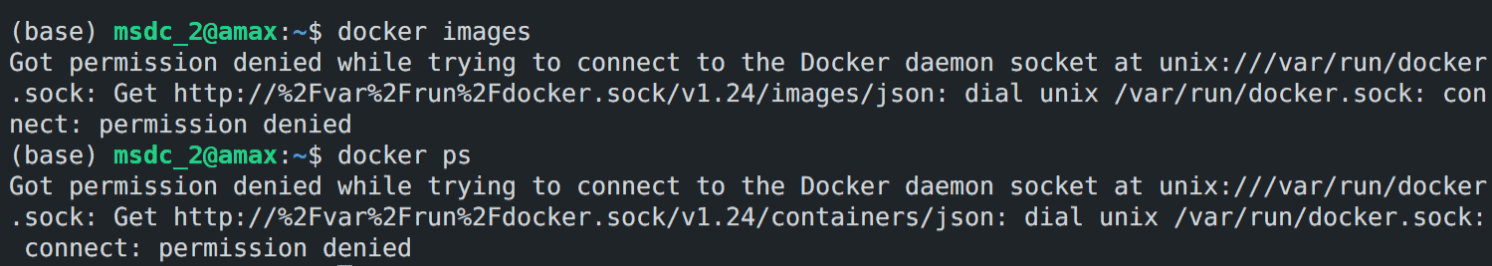 (base) msdc_2@amax:~$ docker images
Got permission denied while trying to connect to the Docker daemon socket at unix:///var/run/docker
.sock: Get http://%2Fvar%2Frun%2Fdocker.sock/v1.24/images/json: dial unix /var/run/docker.sock: con
nect: permission denied
(base) msdc_2@amax:~$ docker ps
Got permission denied while trying to connect to the Docker daemon socket at unix:///var/run/docker
.sock: Get http://%2Fvar%2Frun%2Fdocker.sock/v1.24/containers/json: dial unix /var/run/docker.sock:
 connect: permission denied